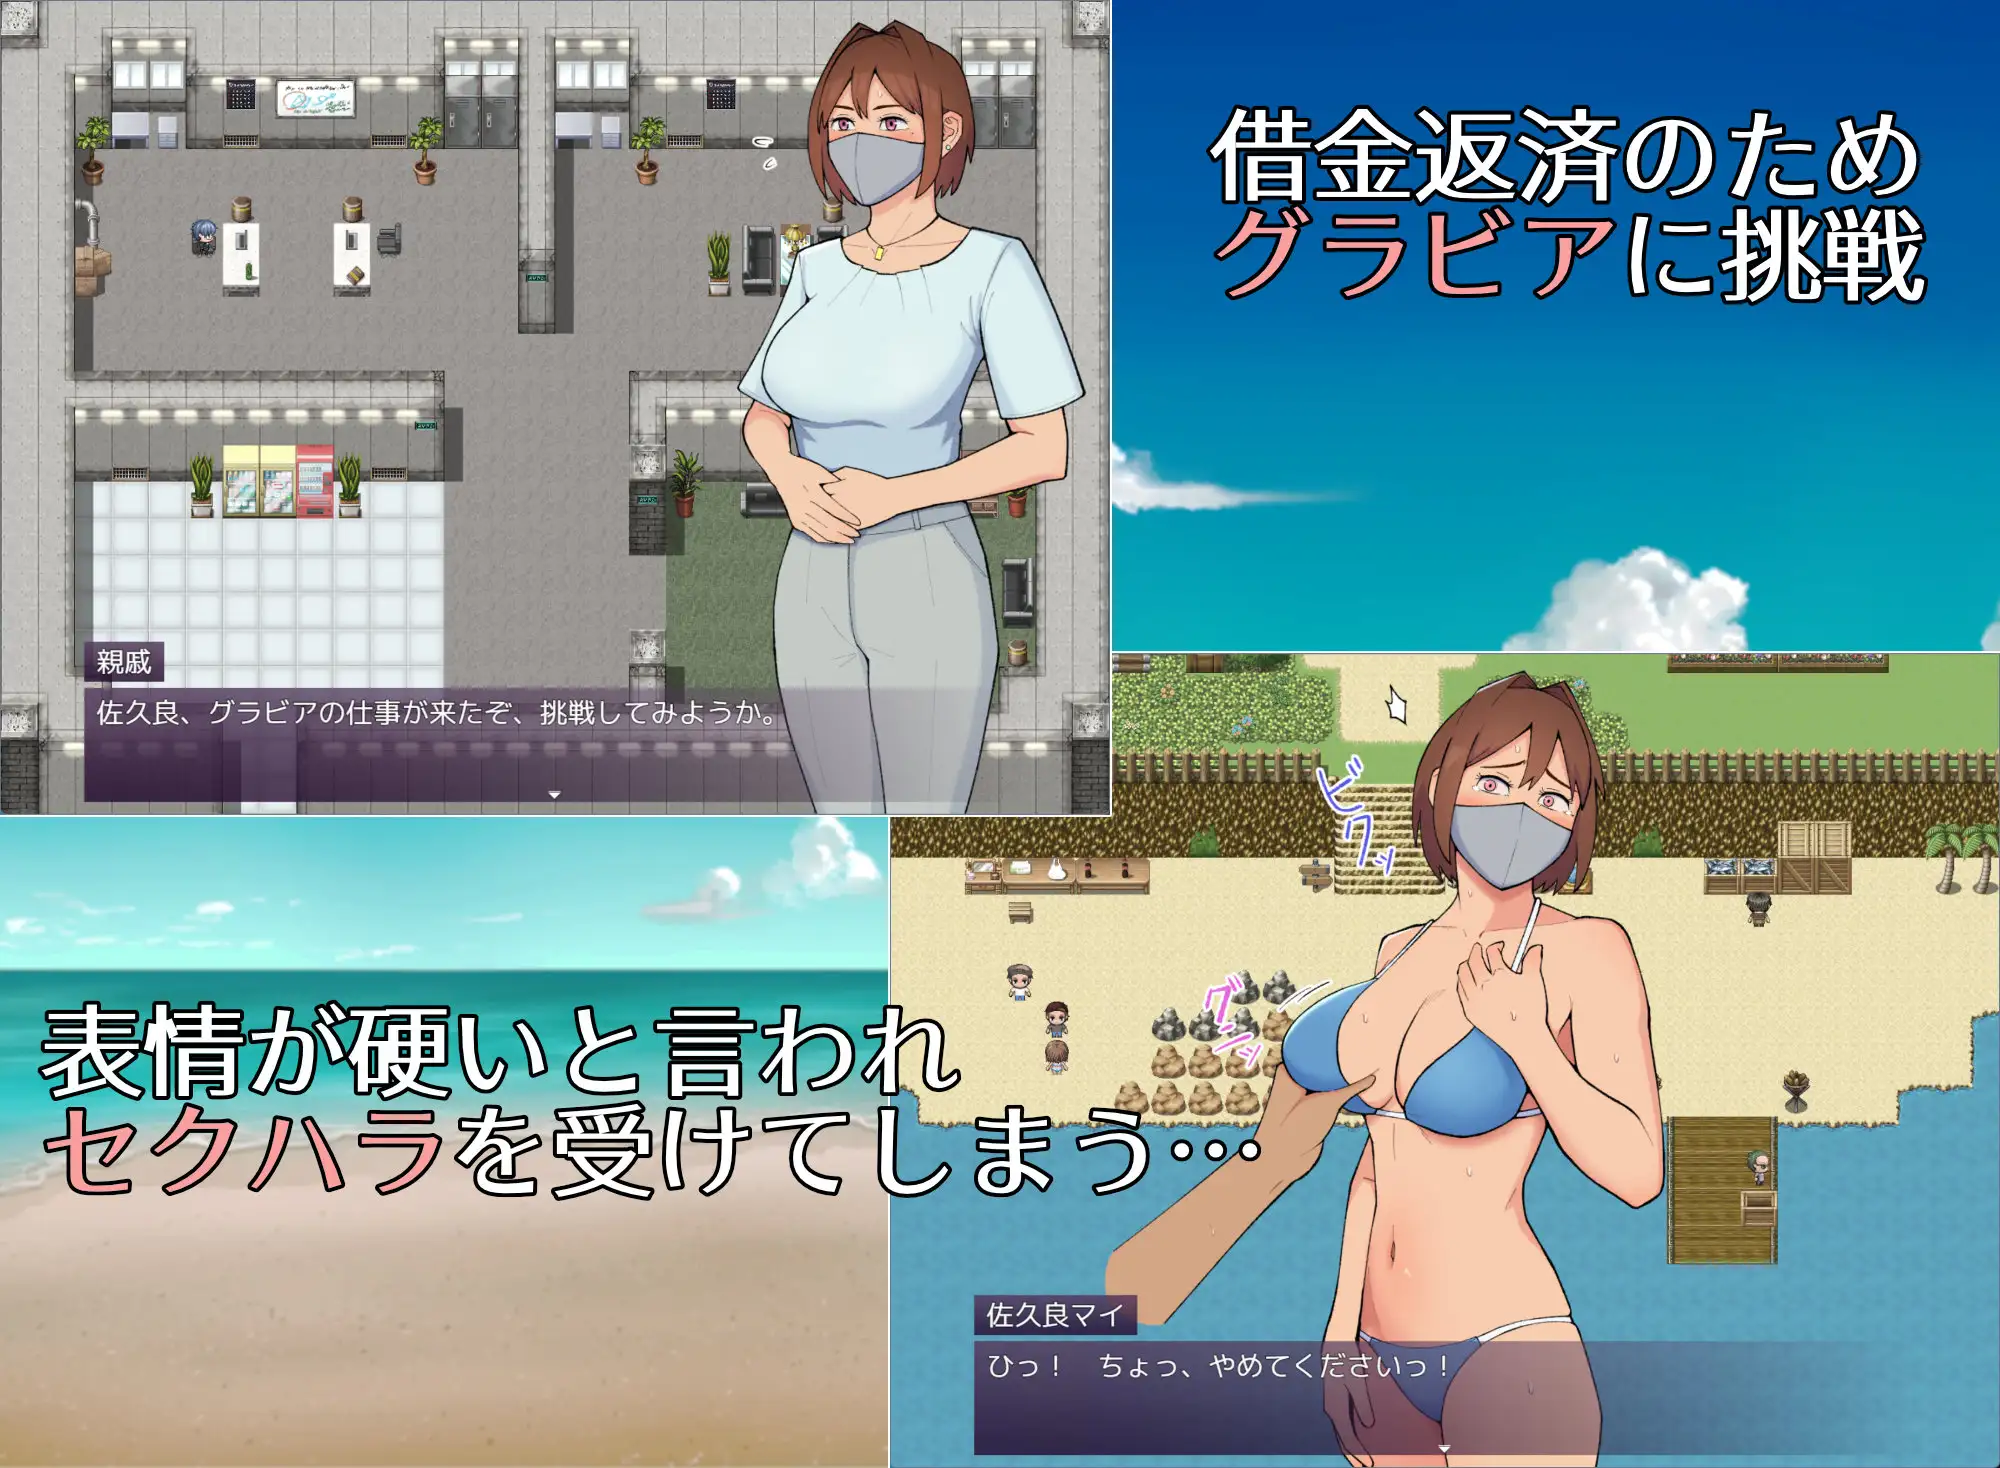 借金返済のため
グラビアに挑戦
親戚
佐久良、グラビアの仕事が来たぞ、挑戦してみようか。
表情が硬いと言われ
セクハラを受けてしまう…
ビクッ
グニッ
佐久良マイ
ひっ！　ちょっ、やめてくださいっ！